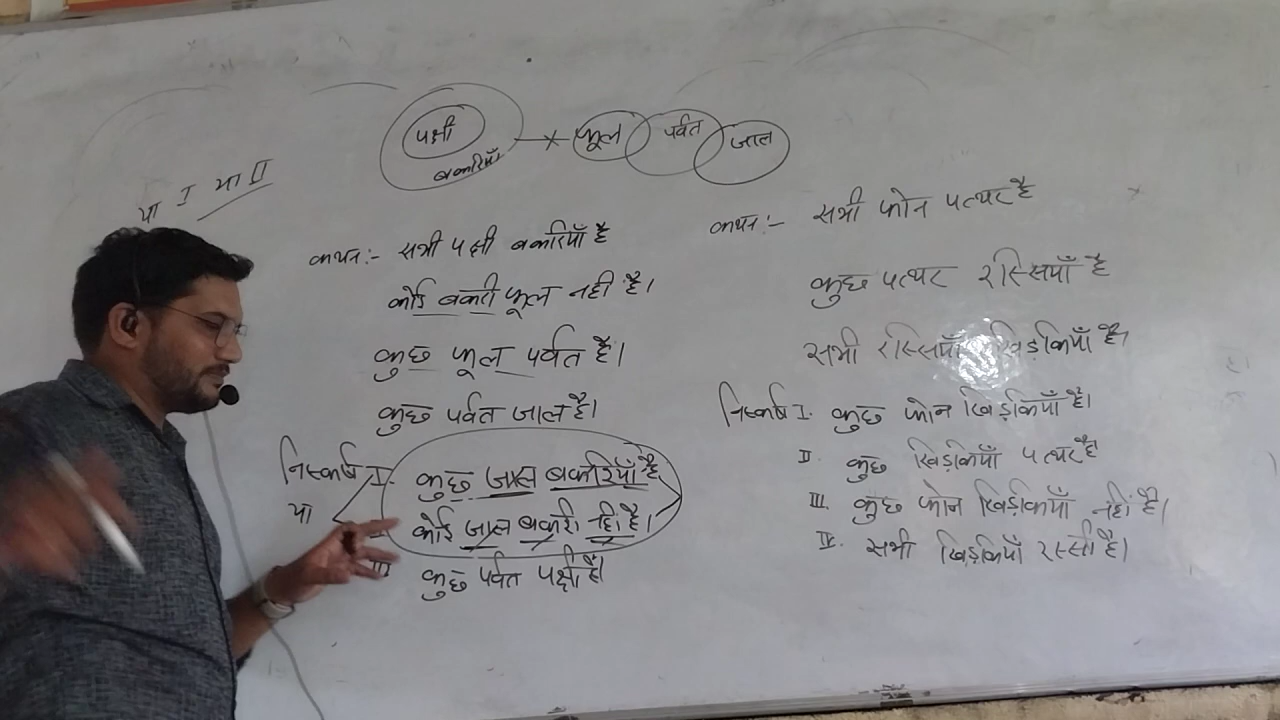 पक्षी
बकरियाँ
फूल
पर्वत
जाल
या I या II
कथन:- सभी पक्षी बकरियाँ है
कोई बकरी फूल नही है।
कुछ फूल पर्वत है।
कुछ पर्वत जाल है।
निष्कर्ष I. कुछ जाल बकरियाँ है
या
कोई जाल बकरी नही है।
III कुछ पर्वत पक्षी है।
कथन:- सभी फोन पत्थर है
कुछ पत्थर रस्सियाँ है
सभी रस्सियाँ खिड़कियाँ है।
निष्कर्ष I. कुछ फोन खिड़कियाँ है।
II. कुछ खिड़कियाँ पत्थर है।
III. कुछ फोन खिड़कियाँ नहीं है।
IV. सभी खिड़कियाँ रस्सी है।